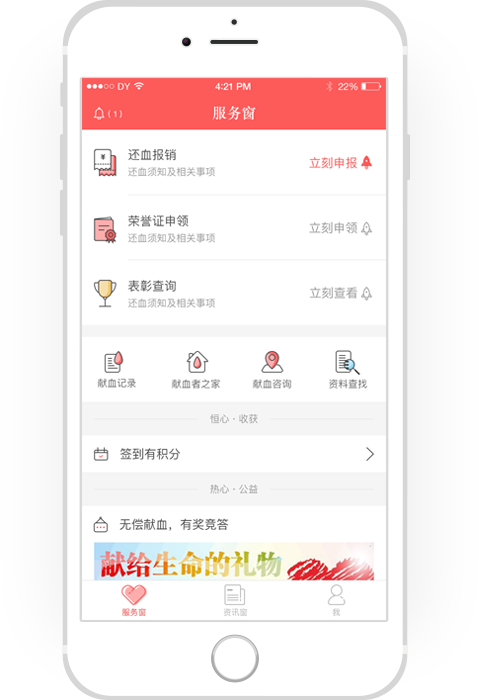 ●●●○○ DY 4:21 PM 22%
(1) 服务窗
¥
还血报销
还血须知及相关事项
立刻申报
荣誉证申领
还血须知及相关事项
立刻申领
表彰查询
还血须知及相关事项
立刻查看
献血记录 献血者之家 献血咨询 资料查找
恒心·收获
签到有积分
热心·公益
无偿献血，有奖竞答
献给生命的礼物
服务窗 资讯窗 我